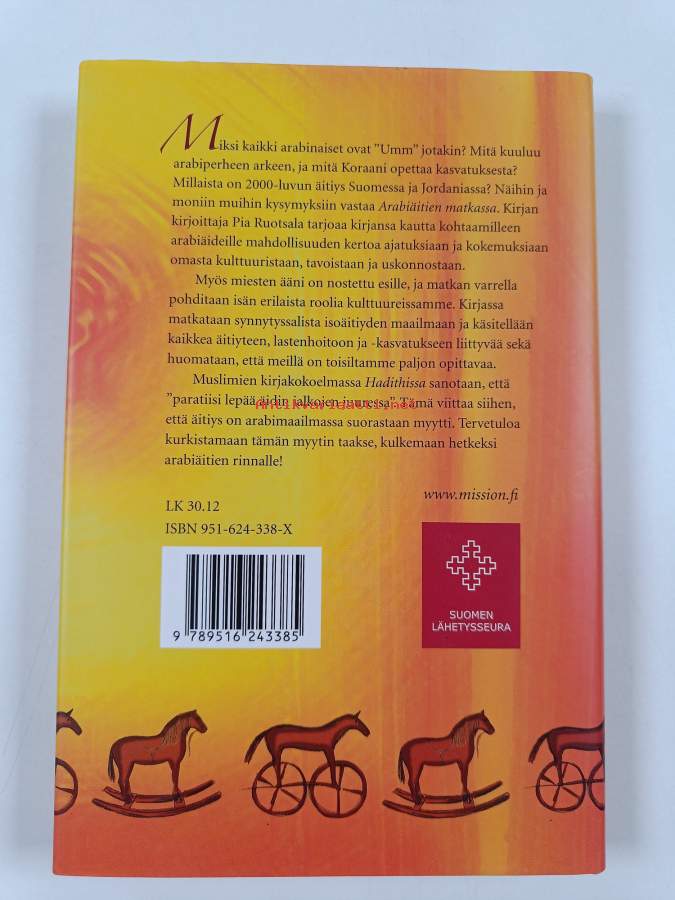 Miksi kaikki arabinaiset ovat "Umm" jotakin? Mitä kuuluu
arabiperheen arkeen, ja mitä Koraani opettaa kasvatuksesta?
Millaista on 2000-luvun äitiys Suomessa ja Jordaniassa? Näihin ja
moniin muihin kysymyksiin vastaa Arabiäitien matkassa. Kirjan
kirjoittaja Pia Ruotsala tarjoaa kirjansa kautta kohtaamilleen
arabiäideille mahdollisuuden kertoa ajatuksiaan ja kokemuksiaan
omasta kulttuuristaan, tavoistaan ja uskonnostaan.
Myös miesten ääni on nostettu esille, ja matkan varrella
pohditaan isän erilaista roolia kulttuureissamme. Kirjassa
matkataan synnytyssalista isoäitiyden maailmaan ja käsitellään
kaikkea äitiyteen, lastenhoitoon ja -kasvatukseen liittyvää sekä
huomataan, että meillä on toisiltamme paljon opittavaa.
Muslimien kirjakokoelmassa Hadithissa sanotaan, että
"paratiisi lepää äidin jalkojen juuressa". Tämä viittaa siihen,
Antikvariaatti.net
että äitiys on arabimaailmassa suorastaan myytti. Tervetuloa
kurkistamaan tämän myytin taakse, kulkemaan hetkeksi
arabiäitien rinnalle!
www.mission.fi
LK 30.12
ISBN 951-624-338-X
9 789516 243385
SUOMEN
LÄHETYSSEURA